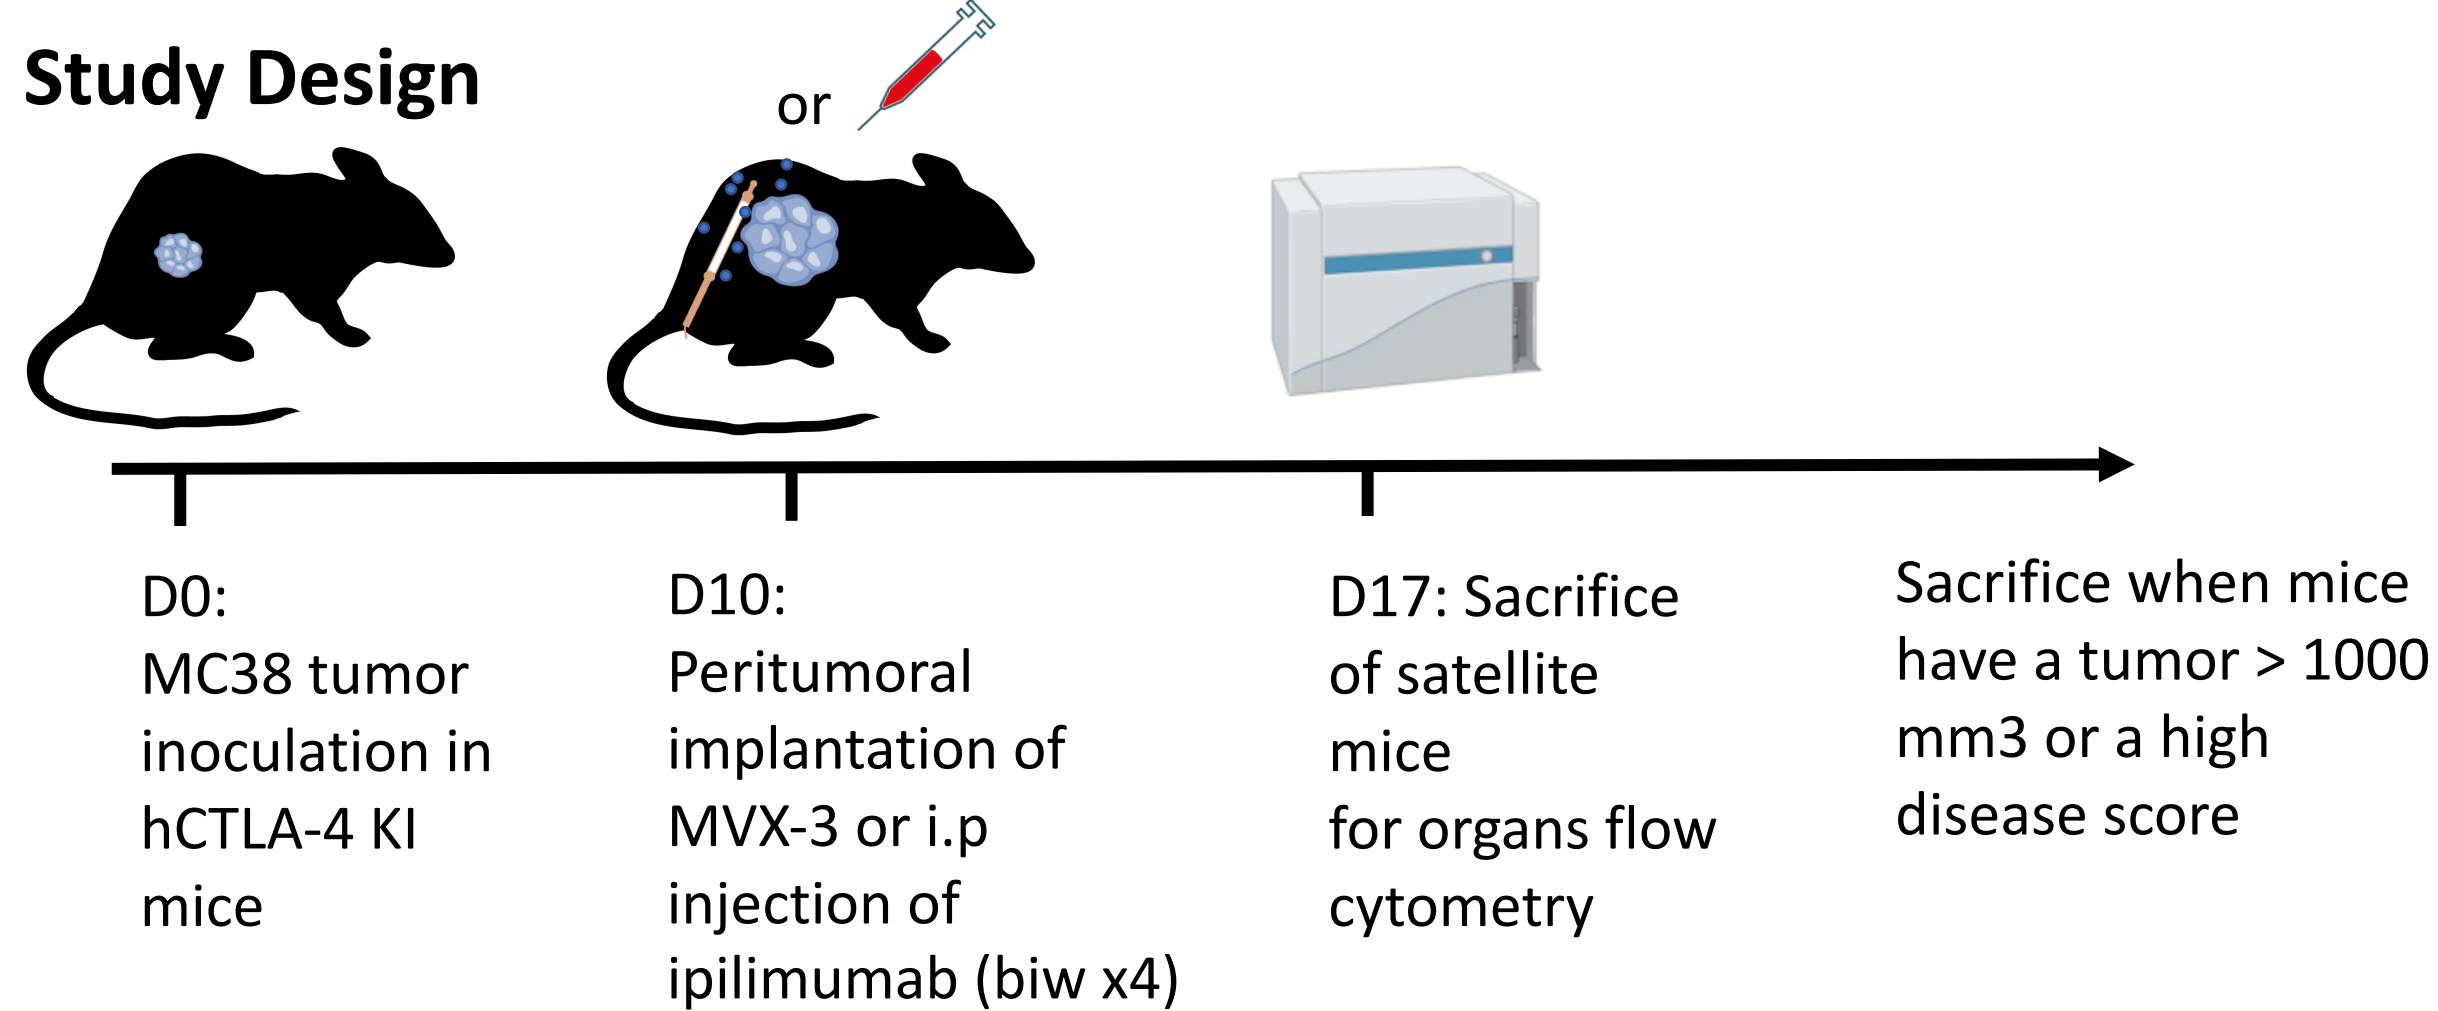 Study Design
or
D0:
MC38 tumor
inoculation in
hCTLA-4 KI
mice
D10:
Peritumoral
implantation of
MVX-3 or i.p
injection of
ipilimumab (biw x4)
D17: Sacrifice
of satellite
mice
for organs flow
cytometry
Sacrifice when mice
have a tumor > 1000
mm3 or a high
disease score